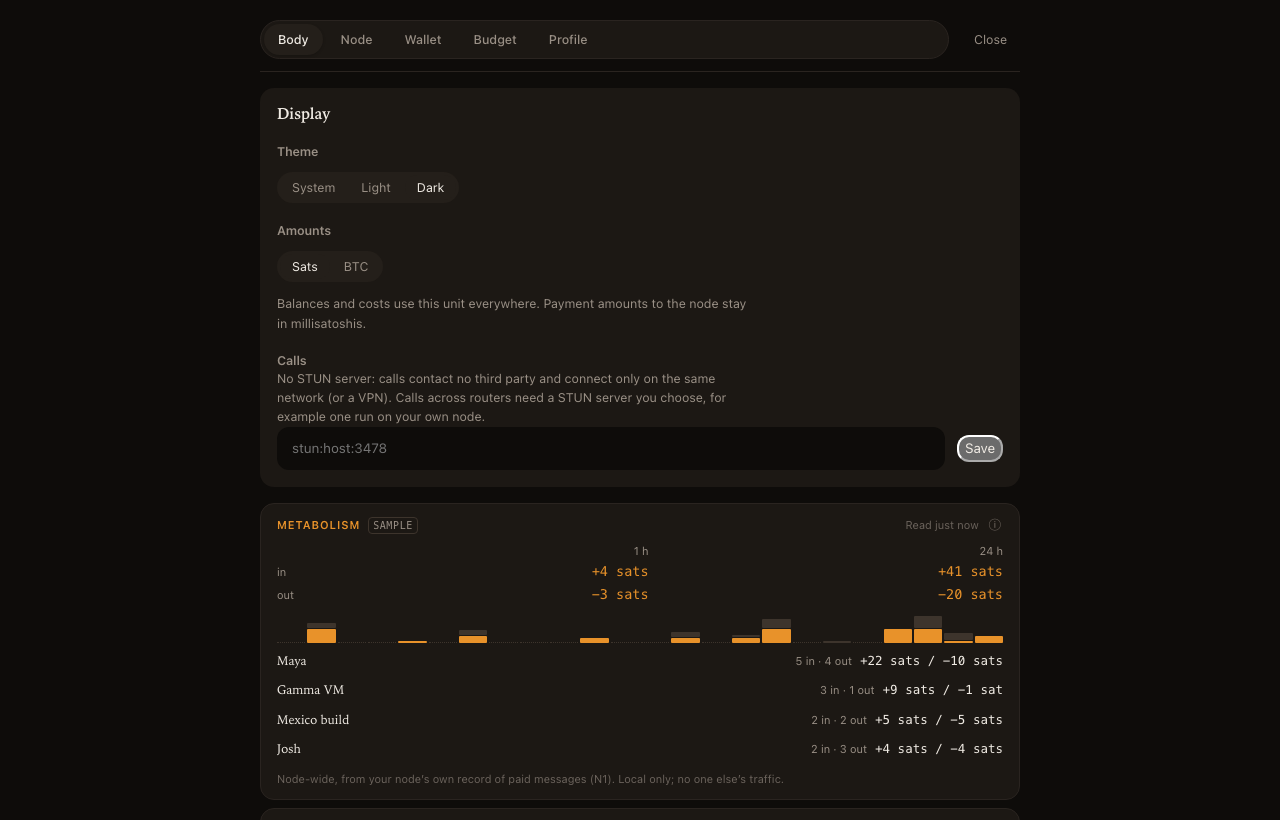 Body Node Wallet Budget Profile Close
Display
Theme
System Light Dark
Amounts
Sats BTC
Balances and costs use this unit everywhere. Payment amounts to the node stay
in millisatoshis.
Calls
No STUN server: calls contact no third party and connect only on the same
network (or a VPN). Calls across routers need a STUN server you choose, for
example one run on your own node.
stun:host:3478 Save
METABOLISM SAMPLE Read just now ⓘ
1 h 24 h
in +4 sats +41 sats
out −3 sats −20 sats
Maya 5 in · 4 out +22 sats / −10 sats
Gamma VM 3 in · 1 out +9 sats / −1 sat
Mexico build 2 in · 2 out +5 sats / −5 sats
Josh 2 in · 3 out +4 sats / −4 sats
Node-wide, from your node's own record of paid messages (N1). Local only; no one else's traffic.